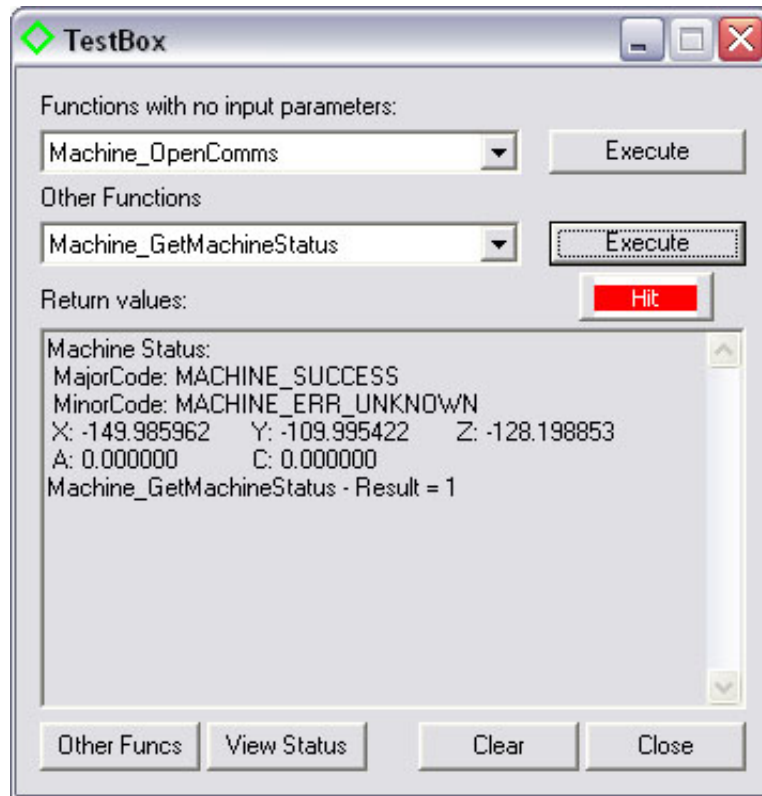 TestBox
Functions with no input parameters:
Machine_OpenComms Execute
Other Functions
Machine_GetMachineStatus Execute
Return values: Hit
Machine Status:
MajorCode: MACHINE_SUCCESS
MinorCode: MACHINE_ERR_UNKNOWN
X: -149.985962 Y: -109.995422 Z: -128.198853
A: 0.000000 C: 0.000000
Machine_GetMachineStatus - Result = 1
Other Funcs View Status Clear Close